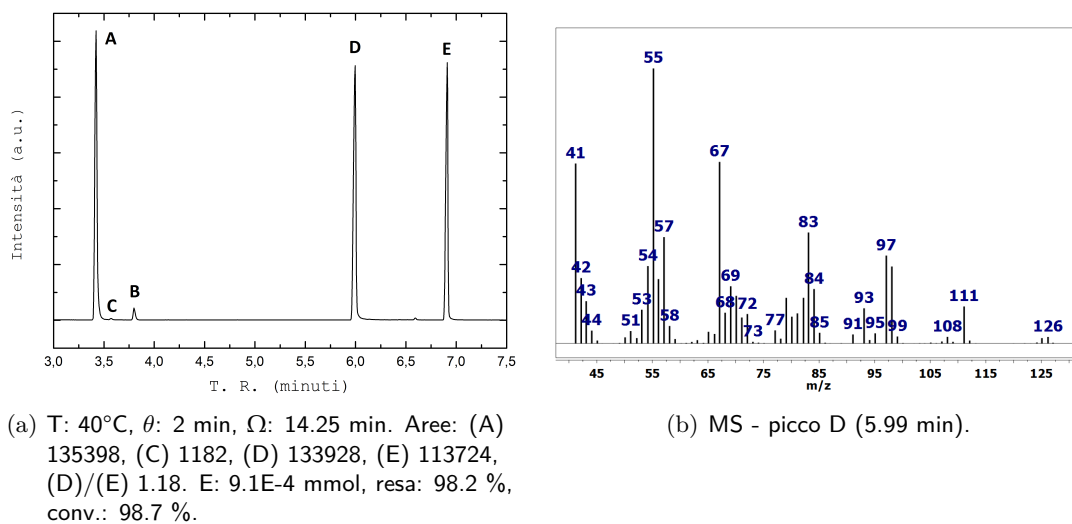 A
D
E
C
B
Intensità (a.u.)
3,0 3,5 4,0 4,5 5,0 5,5 6,0 6,5 7,0 7,5
T. R. (minuti)
55
41
67
57
83
97
54
42
69
84
43
53
68
72
93
111
44
51
58
73
77
85
91
95
99
108
126
45 55 65 75 85 95 105 115 125
m/z
(a) T: 40°C, θ: 2 min, Ω: 14.25 min. Aree: (A)
135398, (C) 1182, (D) 133928, (E) 113724,
(D)/(E) 1.18. E: 9.1E-4 mmol, resa: 98.2 %,
conv.: 98.7 %.
(b) MS - picco D (5.99 min).